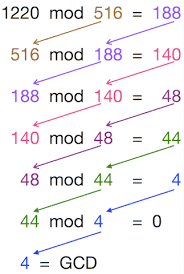 1220 mod 516 = 188
516 mod 188 = 140
188 mod 140 = 48
140 mod 48 = 44
48 mod 44 = 4
44 mod 4 = 0
4 = GCD